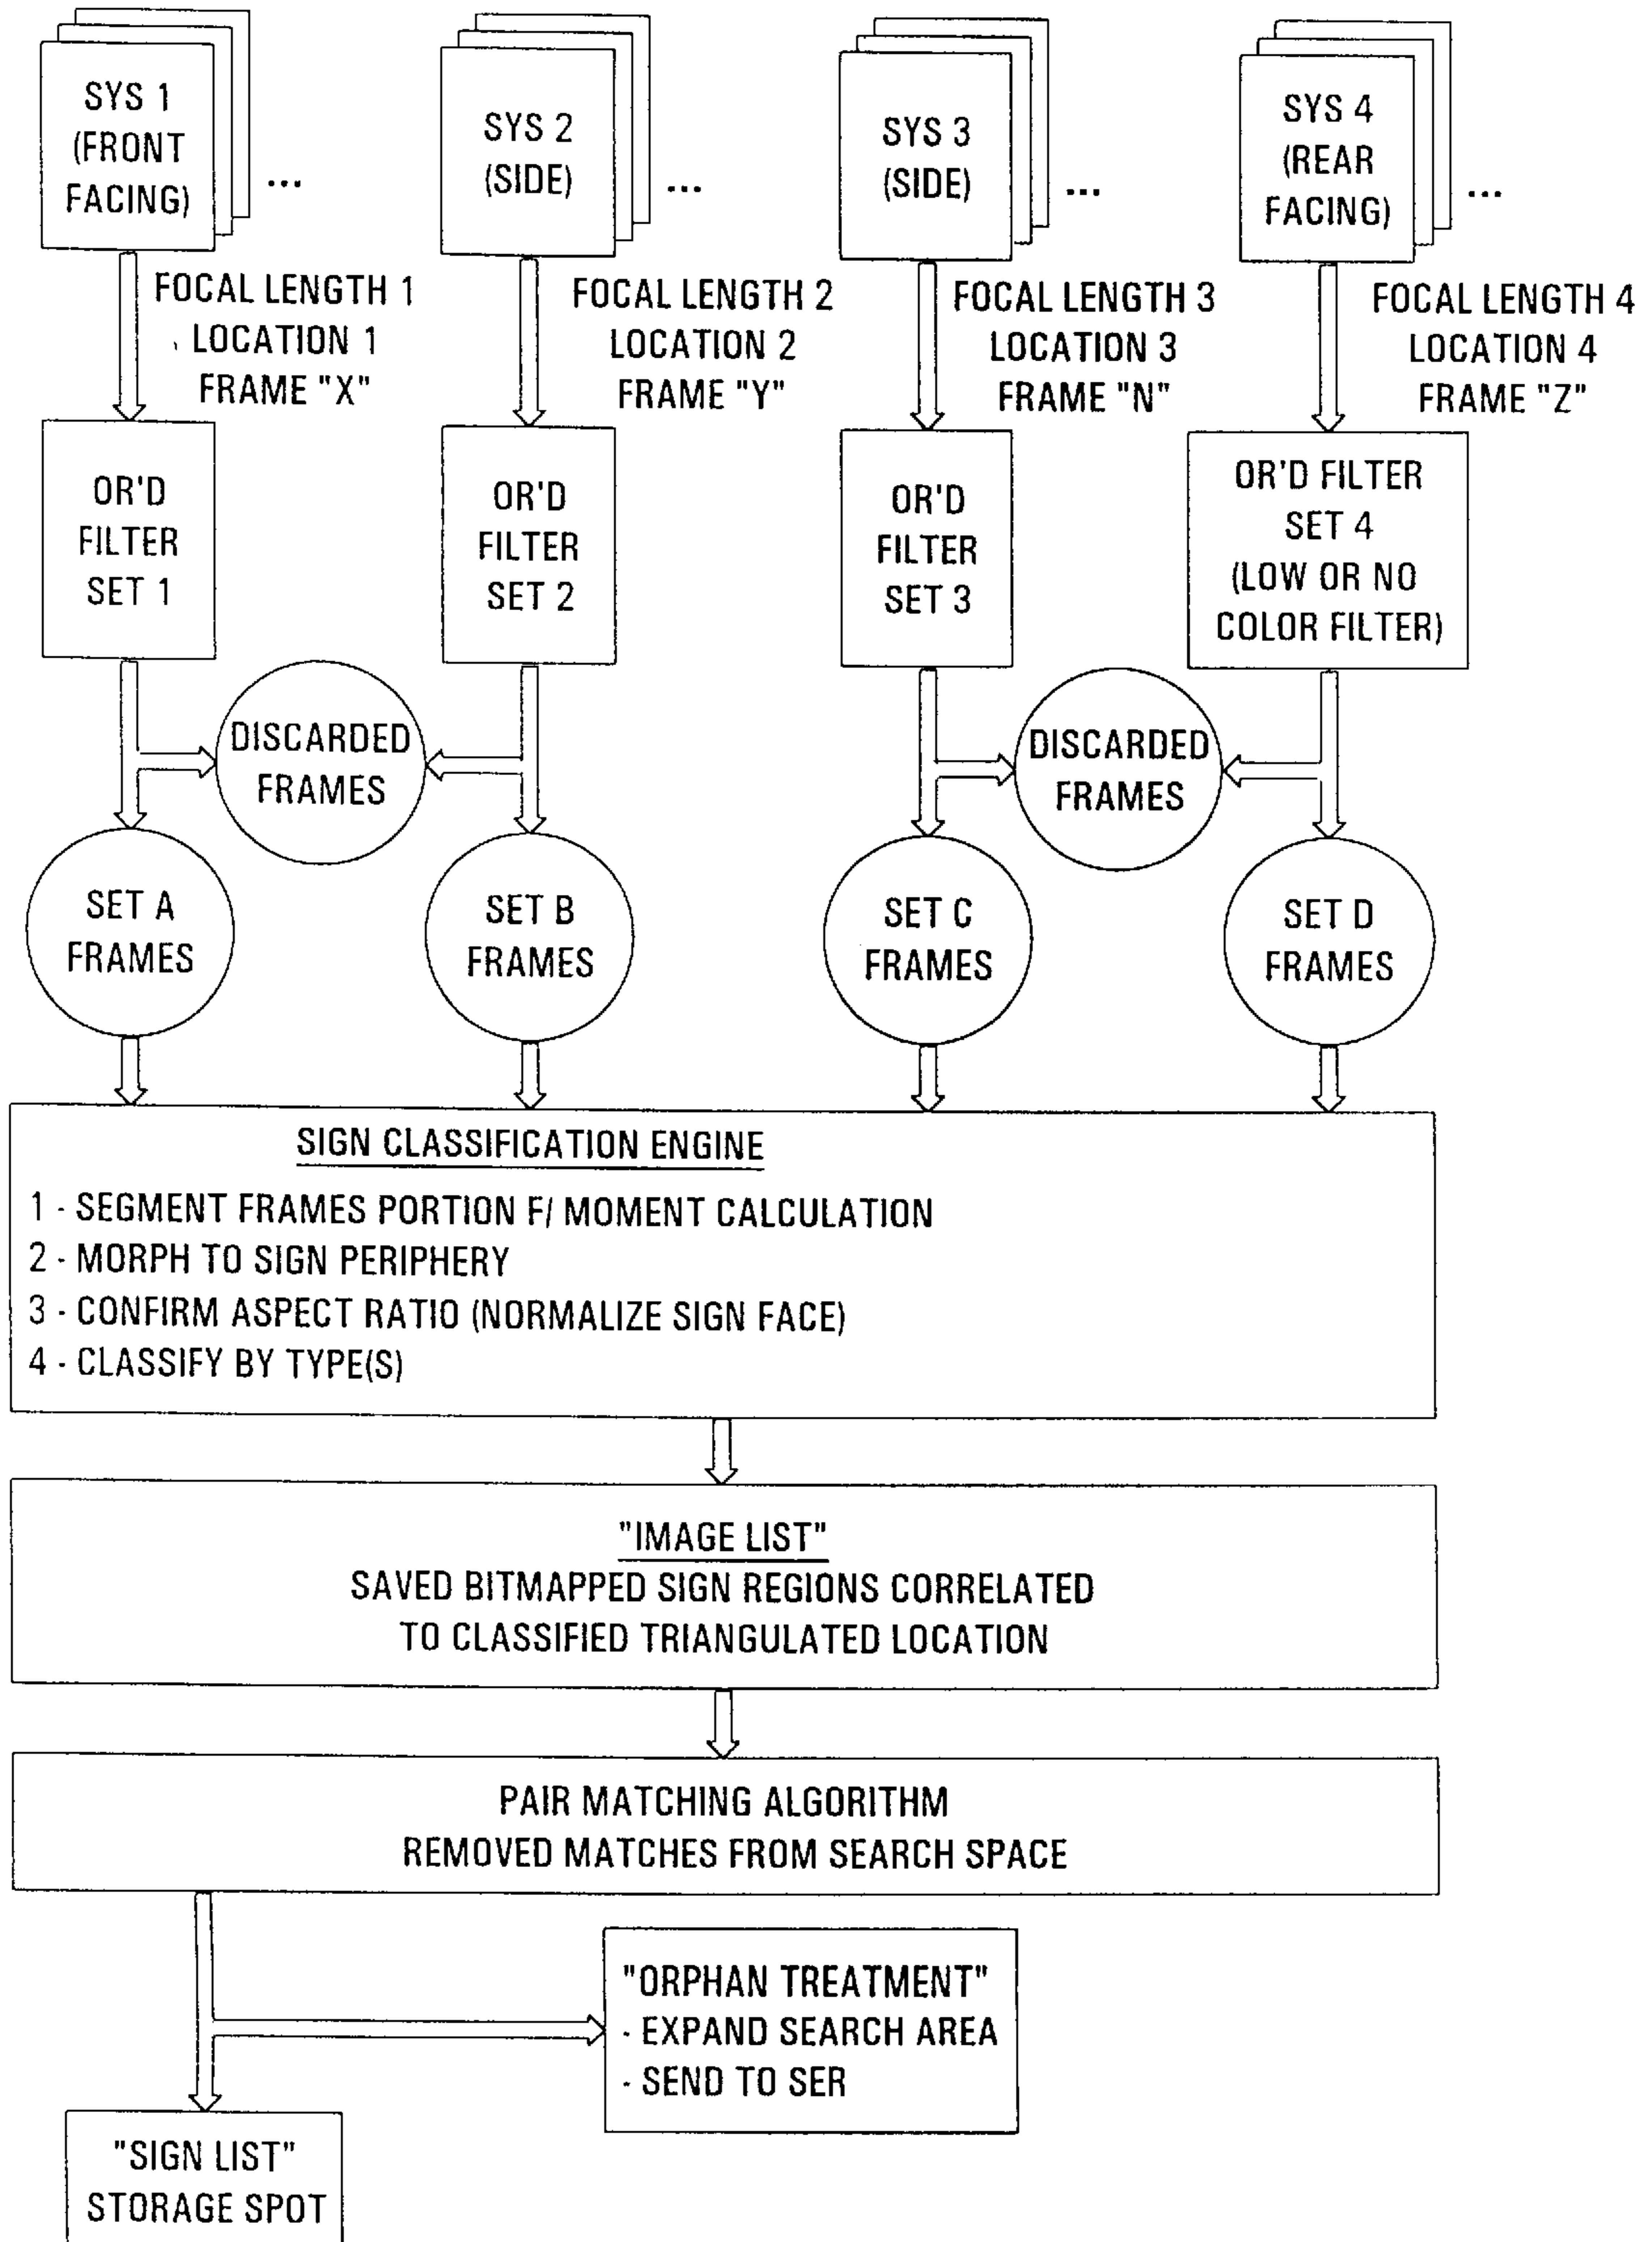 SYS 1
(FRONT
FACING)
...
SYS 2
(SIDE)
...
SYS 3
(SIDE)
...
SYS 4
(REAR
FACING)
...
FOCAL LENGTH 1
LOCATION 1
FRAME "X"
FOCAL LENGTH 2
LOCATION 2
FRAME "Y"
FOCAL LENGTH 3
LOCATION 3
FRAME "N"
FOCAL LENGTH 4
LOCATION 4
FRAME "Z"
OR'D
FILTER
SET 1
OR'D
FILTER
SET 2
OR'D
FILTER
SET 3
OR'D FILTER
SET 4
(LOW OR NO
COLOR FILTER)
DISCARDED
FRAMES
DISCARDED
FRAMES
SET A
FRAMES
SET B
FRAMES
SET C
FRAMES
SET D
FRAMES
SIGN CLASSIFICATION ENGINE
1 - SEGMENT FRAMES PORTION F/ MOMENT CALCULATION
2 - MORPH TO SIGN PERIPHERY
3 - CONFIRM ASPECT RATIO (NORMALIZE SIGN FACE)
4 - CLASSIFY BY TYPE(S)
"IMAGE LIST"
SAVED BITMAPPED SIGN REGIONS CORRELATED
TO CLASSIFIED TRIANGULATED LOCATION
PAIR MATCHING ALGORITHM
REMOVED MATCHES FROM SEARCH SPACE
"ORPHAN TREATMENT"
- EXPAND SEARCH AREA
- SEND TO SER
"SIGN LIST"
STORAGE SPOT